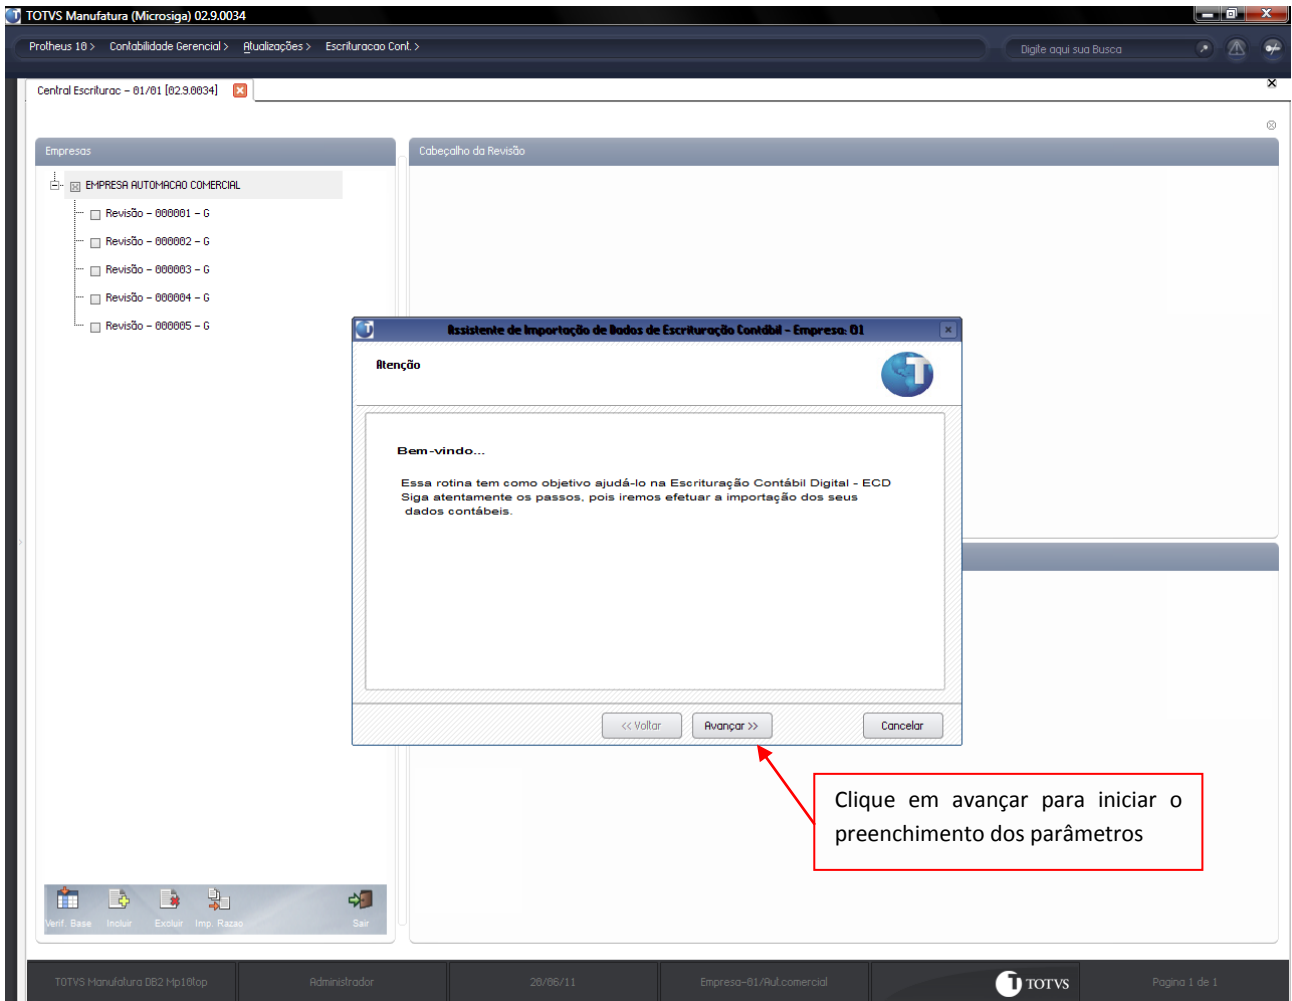 TOTVS Manufatura (Microsiga) 02.9.0034
Protheus 10 > Contabilidade Gerencial > Atualizações > Escrituracao Cont. >
Digite aqui sua Busca
Central Escriturac - 01/01 [02.9.0034]
Empresas
Cabeçalho da Revisão
EMPRESA AUTOMACAO COMERCIAL
Revisão - 000001 - G
Revisão - 000002 - G
Revisão - 000003 - G
Revisão - 000004 - G
Revisão - 000005 - G
Assistente de Importação de Dados de Escrituração Contábil - Empresa: 01
Atenção
Bem-vindo...
Essa rotina tem como objetivo ajudá-lo na Escrituração Contábil Digital - ECD
Siga atentamente os passos, pois iremos efetuar a importação dos seus
dados contábeis.
<< Voltar
Avançar >>
Cancelar
Clique em avançar para iniciar o
preenchimento dos parâmetros
Verif. Base
Incluir
Excluir
Imp. Razao
Sair
TOTVS Manufatura DB2 Mp10top
Administrador
20/06/11
Empresa-01/Aut.comercial
TOTVS
Pagina 1 de 1